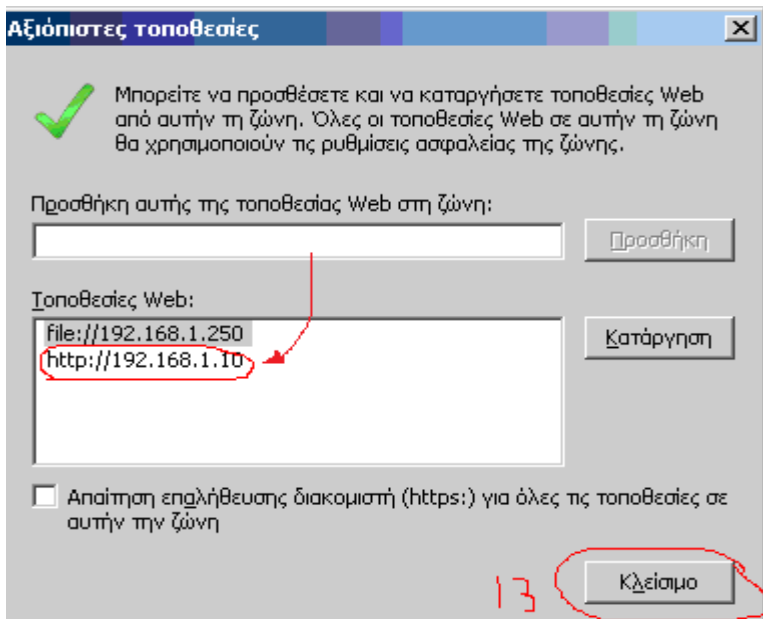 Αξιόπιστες τοποθεσίες
Μπορείτε να προσθέσετε και να καταργήσετε τοποθεσίες Web
από αυτήν τη ζώνη. Όλες οι τοποθεσίες Web σε αυτήν τη ζώνη
θα χρησιμοποιούν τις ρυθμίσεις ασφαλείας της ζώνης.
Προσθήκη αυτής της τοποθεσίας Web στη ζώνη:
Προσθήκη
Τοποθεσίες Web:
file://192.168.1.250
http://192.168.1.10
Κατάργηση
Απαίτηση επαλήθευσης διακομιστή (https:) για όλες τις τοποθεσίες σε
αυτήν την ζώνη
13
Κλείσιμο